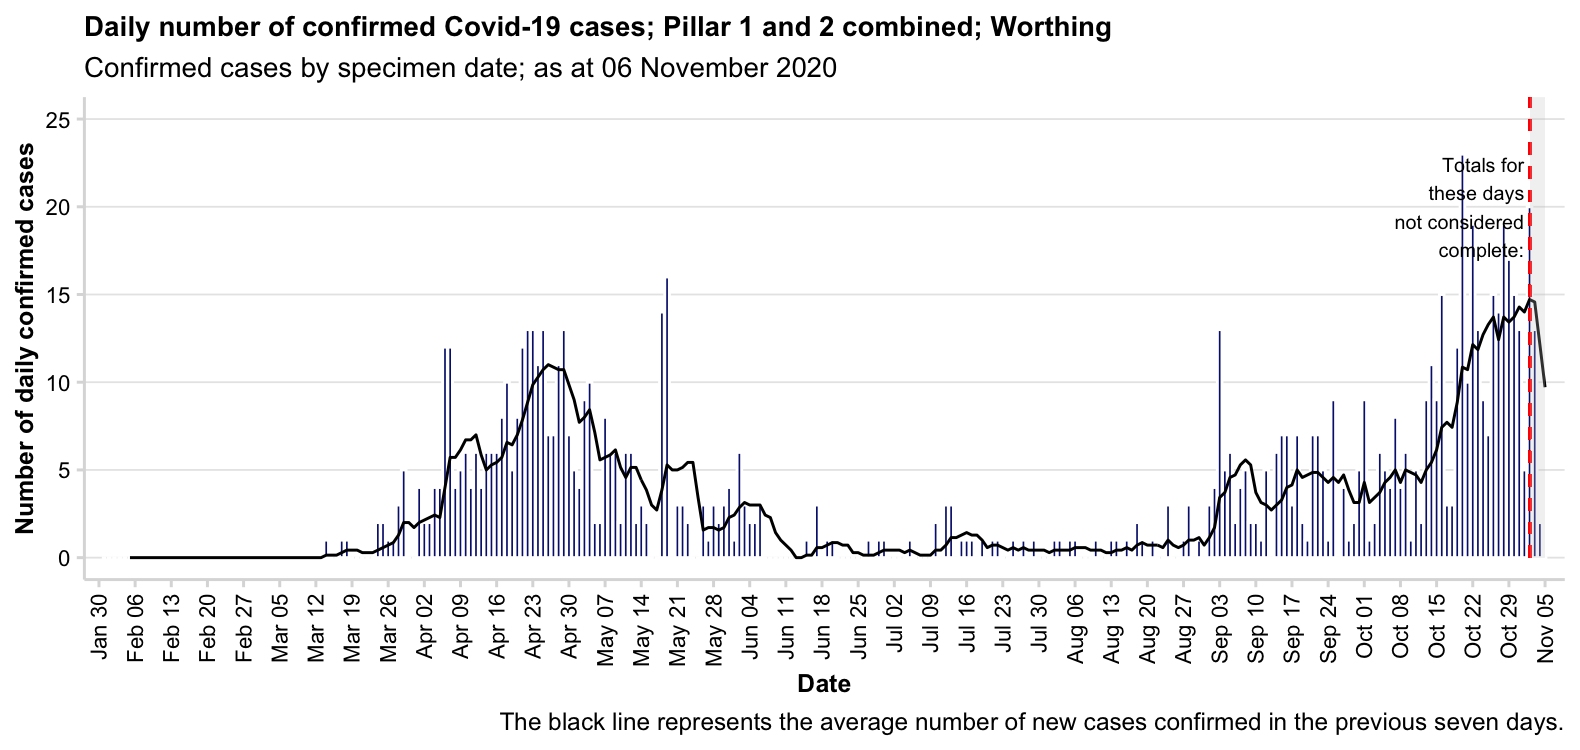 Daily number of confirmed Covid-19 cases; Pillar 1 and 2 combined; Worthing
Confirmed cases by specimen date; as at 06 November 2020
Number of daily confirmed cases
25
20
15
10
5
0
Totals for
these days
not considered
complete:
Jan 30
Feb 06
Feb 13
Feb 20
Feb 27
Mar 05
Mar 12
Mar 19
Mar 26
Apr 02
Apr 09
Apr 16
Apr 23
Apr 30
May 07
May 14
May 21
May 28
Jun 04
Jun 11
Jun 18
Jun 25
Jul 02
Jul 09
Jul 16
Jul 23
Jul 30
Aug 06
Aug 13
Aug 20
Aug 27
Sep 03
Sep 10
Sep 17
Sep 24
Oct 01
Oct 08
Oct 15
Oct 22
Oct 29
Nov 05
Date
The black line represents the average number of new cases confirmed in the previous seven days.